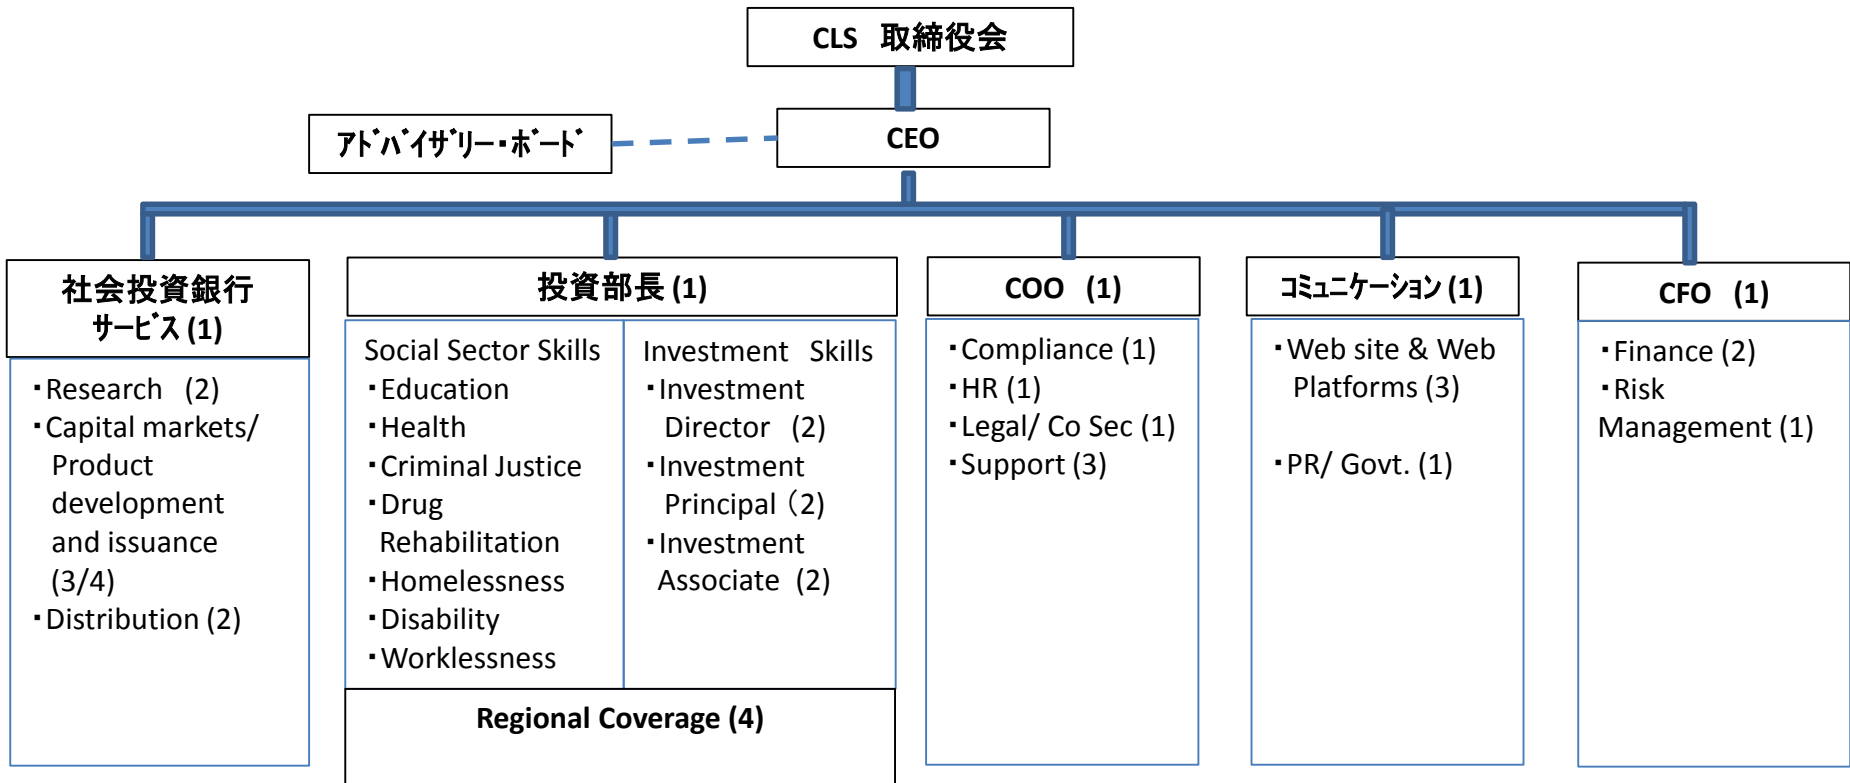 CLS 取締役会
アドバイザリー・ボード
CEO
社会投資銀行
サービス (1)
・Research (2)
・Capital markets/
Product
development
and issuance
(3/4)
・Distribution (2)
投資部長 (1)
Social Sector Skills
・Education
・Health
・Criminal Justice
・Drug
Rehabilitation
・Homelessness
・Disability
・Worklessness
Investment Skills
・Investment
Director (2)
・Investment
Principal（2)
・Investment
Associate (2)
Regional Coverage (4)
COO (1)
・Compliance (1)
・HR (1)
・Legal/ Co Sec (1)
・Support (3)
コミュニケーション (1)
・Web site & Web
Platforms (3)
・PR/ Govt. (1)
CFO (1)
・Finance (2)
・Risk
Management (1)